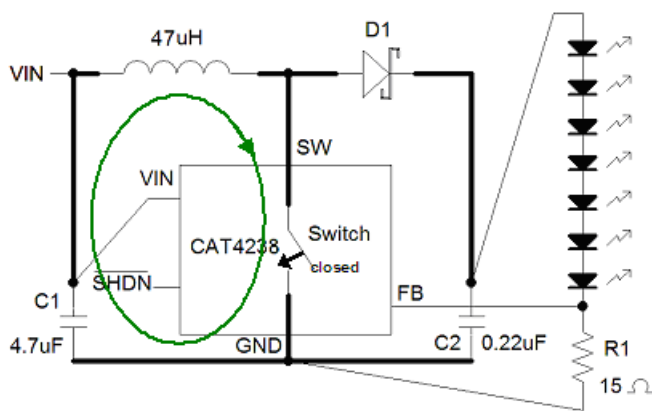 47uH
D1
VIN
SW
VIN
CAT4238
Switch
closed
SHDN
FB
C1
4.7uF
GND
C2
0.22uF
R1
15 Ω